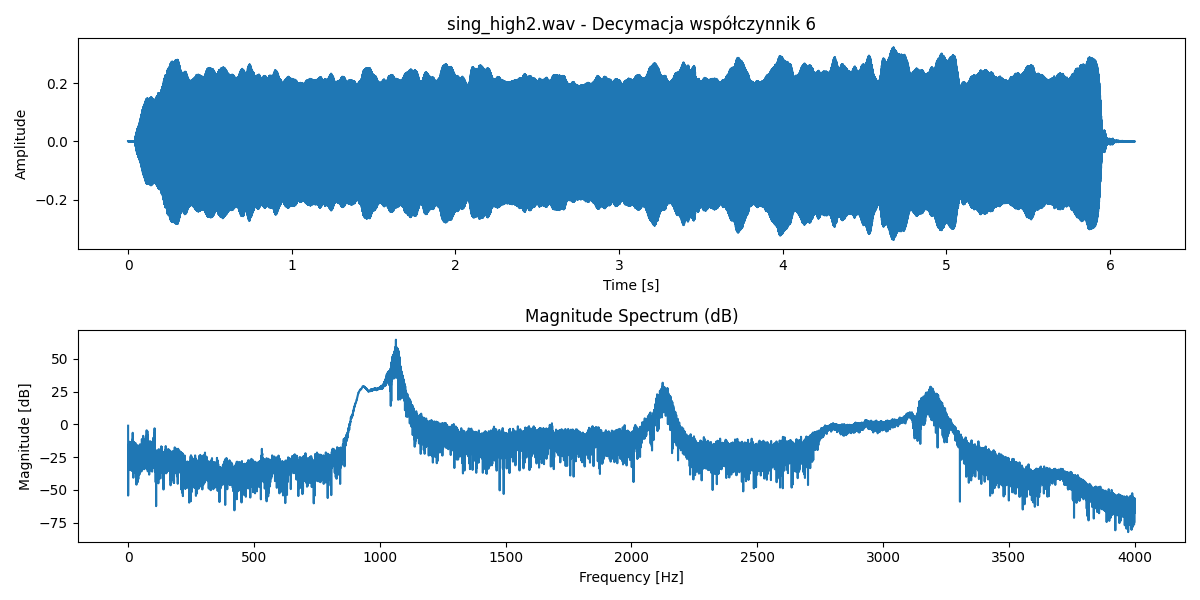 sing_high2.wav - Decymacja współczynnik 6
Amplitude
0.2
0.0
−0.2
0 1 2 3 4 5 6
Time [s]
Magnitude Spectrum (dB)
Magnitude [dB]
50
25
0
−25
−50
−75
0 500 1000 1500 2000 2500 3000 3500 4000
Frequency [Hz]